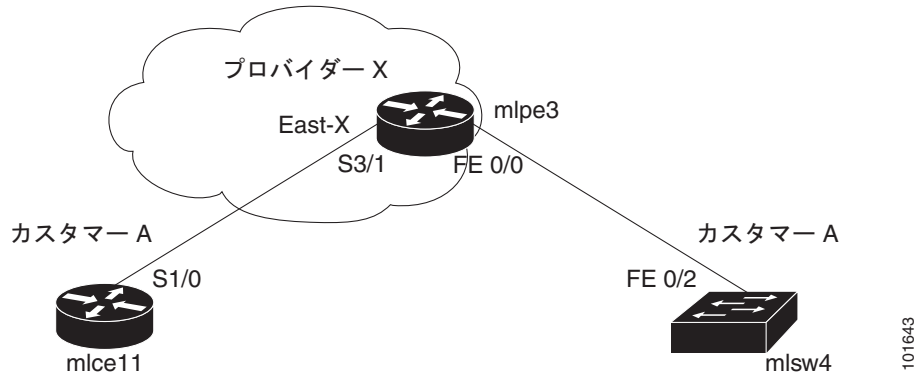 プロバイダー X
mlpe3
East-X
S3/1
FE 0/0
カスタマー A
カスタマー A
S1/0
FE 0/2
mlce11
mlsw4
101643